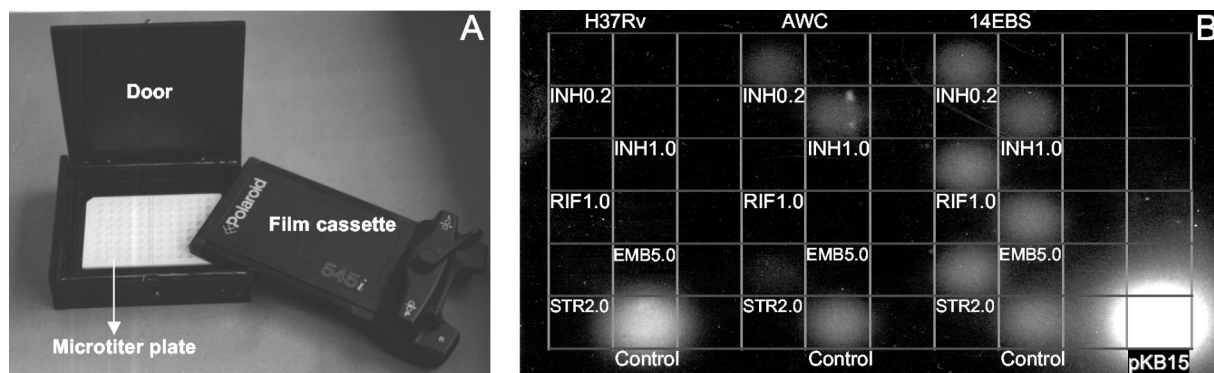 A
Door
Polaroid
Film cassette
545i
Microtiter plate
B
H37Rv AWC 14EBS
INH0.2 INH0.2 INH0.2
INH1.0 INH1.0 INH1.0
RIF1.0 RIF1.0 RIF1.0
EMB5.0 EMB5.0 EMB5.0
STR2.0 STR2.0 STR2.0
Control Control Control pKB15